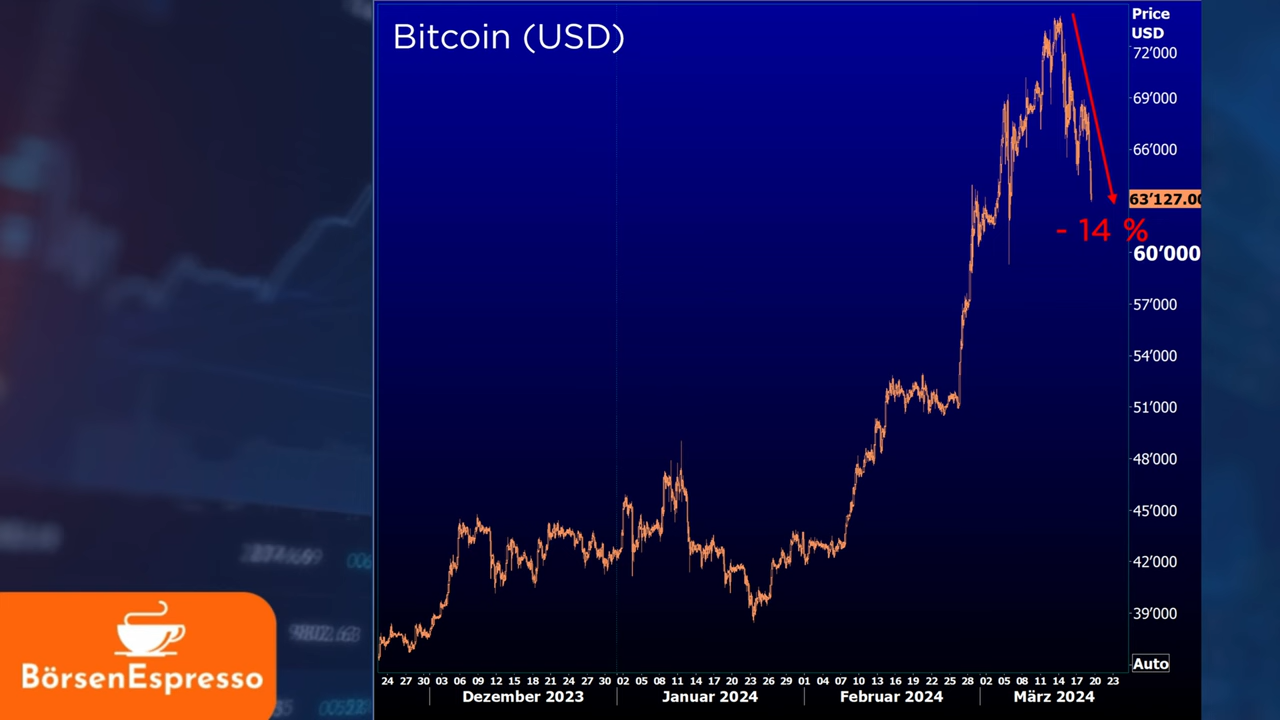 Bitcoin (USD)
Price
USD
72’000
69’000
66’000
63’127.00
- 14 %
60’000
57’000
54’000
51’000
48’000
45’000
42’000
39’000
Auto
24 27 30 03 06 09 12 15 18 21 24 27 30 02 05 08 11 14 17 20 23 26 29 01 04 07 10 13 16 19 22 25 28 02 05 08 11 14 17 20 23
Dezember 2023 Januar 2024 Februar 2024 März 2024
BörsenEspresso